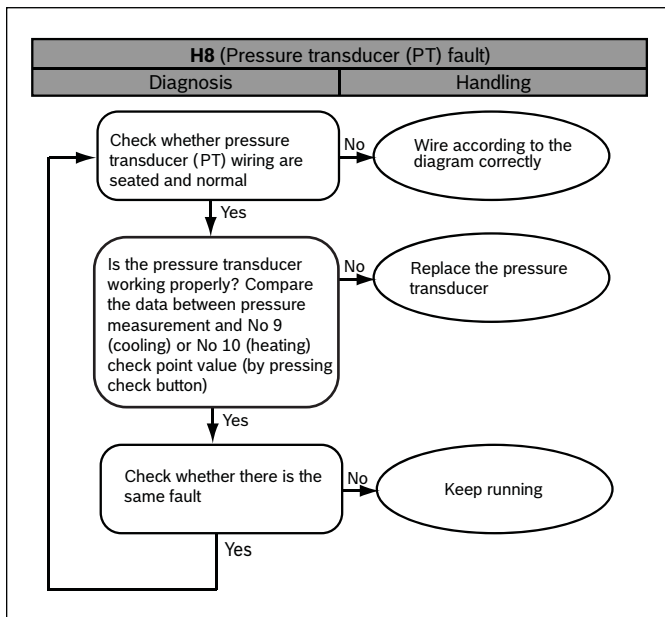 H8 (Pressure transducer (PT) fault)
Diagnosis
Handling
Check whether pressure
transducer (PT) wiring are
seated and normal
No
Wire according to the
diagram correctly
Yes
Is the pressure transducer
working properly? Compare
the data between pressure
measurement and No 9
(cooling) or No 10 (heating)
check point value (by pressing
check button)
No
Replace the pressure
transducer
Yes
Check whether there is the
same fault
No
Keep running
Yes